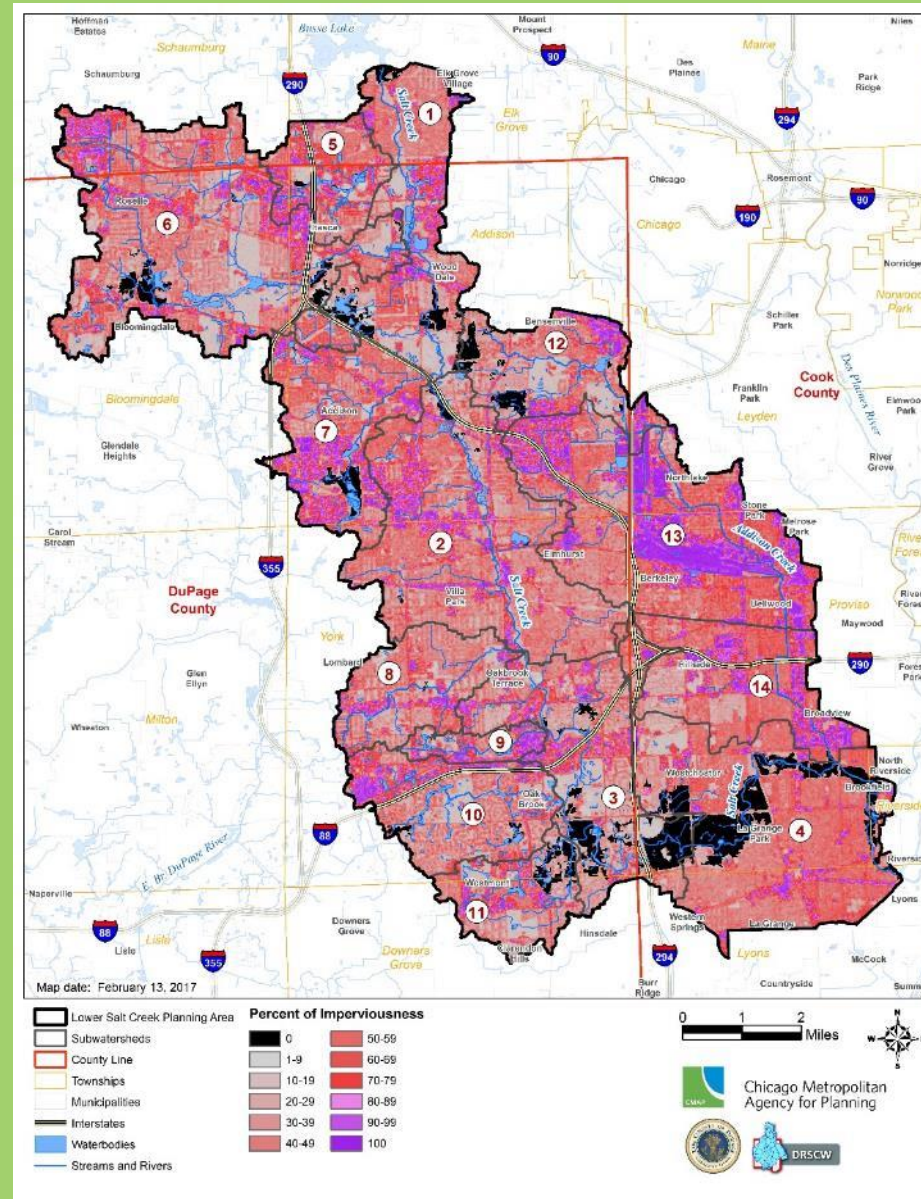 Hoffman
Estates
Schaumburg
Busse Lake
Mount
Prospect
Niles
Maine
90
Des
Plaines
Schaumburg
290
Elk Grove
Village
Park
Ridge
Salt Creek
1
Elk
Grove
294
5
Chicago
Rosemont
Roselle
6
190
90
Itasca
Addison
Chicago
Norridge
Wood
Dale
Norwood
Park
Schiller
Park
Bensenville
12
Bloomingdale
Des Plaines River
Cook
County
Franklin
Park
Elmwood
Park
Bloomingdale
Addison
Leyden
7
Glendale
Heights
River
Grove
Northlake
Stone
Park
Carol
Stream
2
13
Melrose
Park
Addison Creek
Elmhurst
355
Salt Creek
Berkeley
DuPage
County
Villa
Park
Bellwood
Proviso
York
Maywood
Lombard
Hillside
290
Glen
Ellyn
8
Oakbrook
Terrace
14
Milton
Wheaton
Broadview
9
North
Riverside
Westchester
Brookfield
Oak
Brook
3
Salt Creek
Riverside
10
La Grange
Park
4
88
E. Br. DuPage River
Naperville
Westmont
Lyons
11
Western
Springs
La Grange
88
Lisle
Downers
Grove
Clarendon
Hills
Hinsdale
Lisle
355
Downers
Grove
294
Lyons
McCook
Burr
Ridge
Countryside
Map date: February 13, 2017
Lower Salt Creek Planning Area
Subwatersheds
County Line
Townships
Municipalities
Interstates
Waterbodies
Streams and Rivers
Percent of Imperviousness
0
1-9
10-19
20-29
30-39
40-49
50-59
60-69
70-79
80-89
90-99
100
0 1 2
Miles
N
W
S
CMAP
Chicago Metropolitan
Agency for Planning
DRSCW